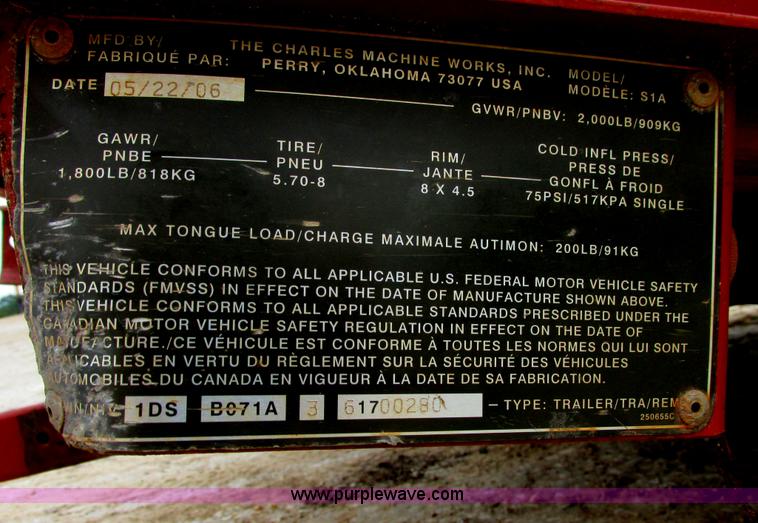 MFD BY/
FABRIQUÉ PAR:
THE CHARLES MACHINE WORKS, INC.
PERRY, OKLAHOMA 73077 USA
MODEL/
MODÈLE: S1A
DATE 05/22/06
GVWR/PNBV: 2,000LB/909KG
GAWR/
PNBE
1,800LB/818KG
TIRE/
PNEU
5.70-8
RIM/
JANTE
8 X 4.5
COLD INFL PRESS/
PRESS DE
GONFL À FROID
75PSI/517KPA SINGLE
MAX TONGUE LOAD/CHARGE MAXIMALE AUTIMON: 200LB/91KG
THIS VEHICLE CONFORMS TO ALL APPLICABLE U.S. FEDERAL MOTOR VEHICLE SAFETY
STANDARDS (FMVSS) IN EFFECT ON THE DATE OF MANUFACTURE SHOWN ABOVE.
THIS VEHICLE CONFORMS TO ALL APPLICABLE STANDARDS PRESCRIBED UNDER THE
CANADIAN MOTOR VEHICLE SAFETY REGULATION IN EFFECT ON THE DATE OF
MANUFACTURE./CE VÉHICULE EST CONFORME À TOUTES LES NORMES QUI LUI SONT
APPLICABLES EN VERTU DU RÈGLEMENT SUR LA SÉCURITÉ DES VÉHICULES
AUTOMOBILES DU CANADA EN VIGUEUR À LA DATE DE SA FABRICATION.
1DS B071A 3 61700280 – TYPE: TRAILER/TRA/REM
250655C
www.purplewave.com